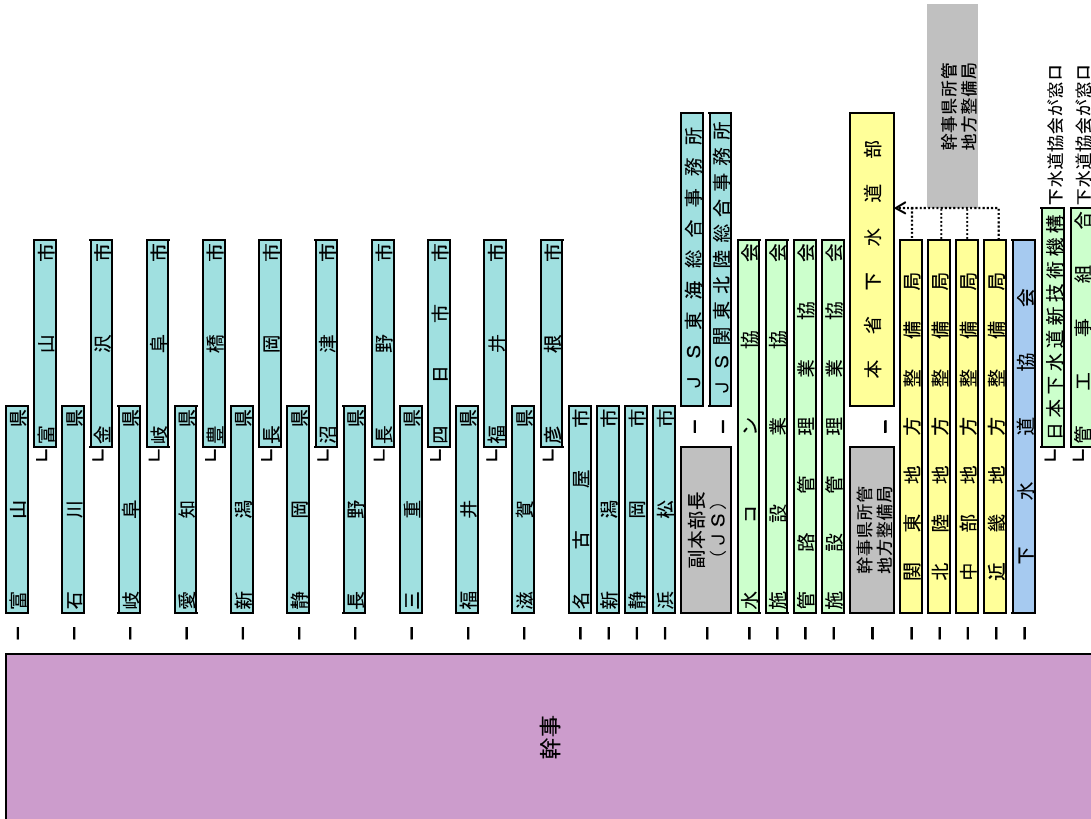 幹事
富山県
富山市
石川県
金沢市
岐阜県
岐阜市
愛知県
豊橋市
新潟県
長岡市
静岡県
沼津市
長野県
長野市
三重県
四日市市
福井県
福井市
滋賀県
彦根市
名古屋市
新潟市
静岡市
浜松市
副本部長
(JS)
JS東海総合事務所
JS関東北陸総合事務所
水コン協会
施設業協会
管路管理業協会
施設管理業協会
幹事県所管
地方整備局
本省下水道部
関東地方整備局
北陸地方整備局
中部地方整備局
近畿地方整備局
幹事県所管
地方整備局
下水道協会
日本下水道新技術機構
下水道協会が窓口
管工事組合
下水道協会が窓口